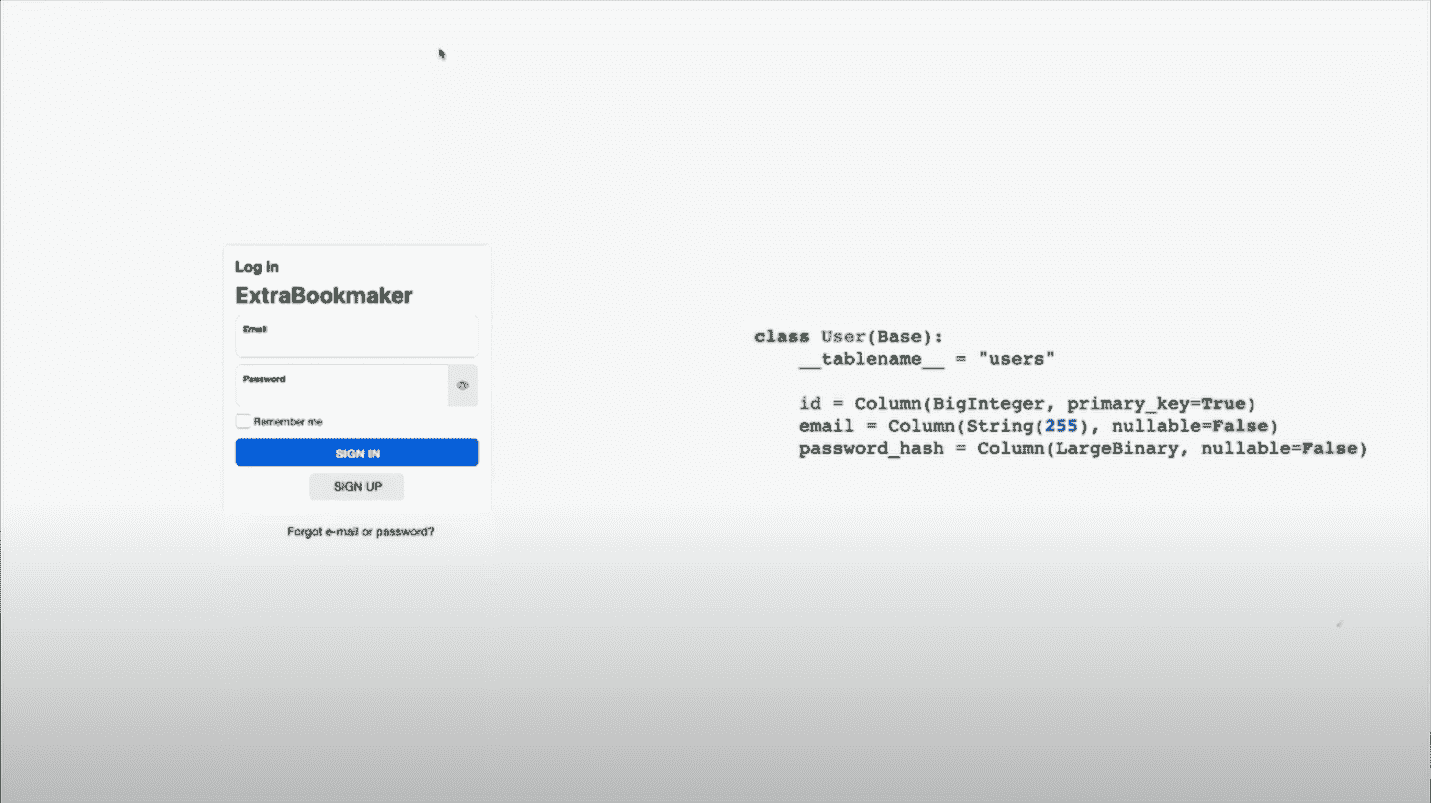 Log in
ExtraBookmaker
Email
Password
Remember me
SIGN IN
SIGN UP
Forgot e-mail or password?
class User(Base):
    __tablename__ = "users"
    id = Column(BigInteger, primary_key=True)
    email = Column(String(255), nullable=False)
    password_hash = Column(LargeBinary, nullable=False)